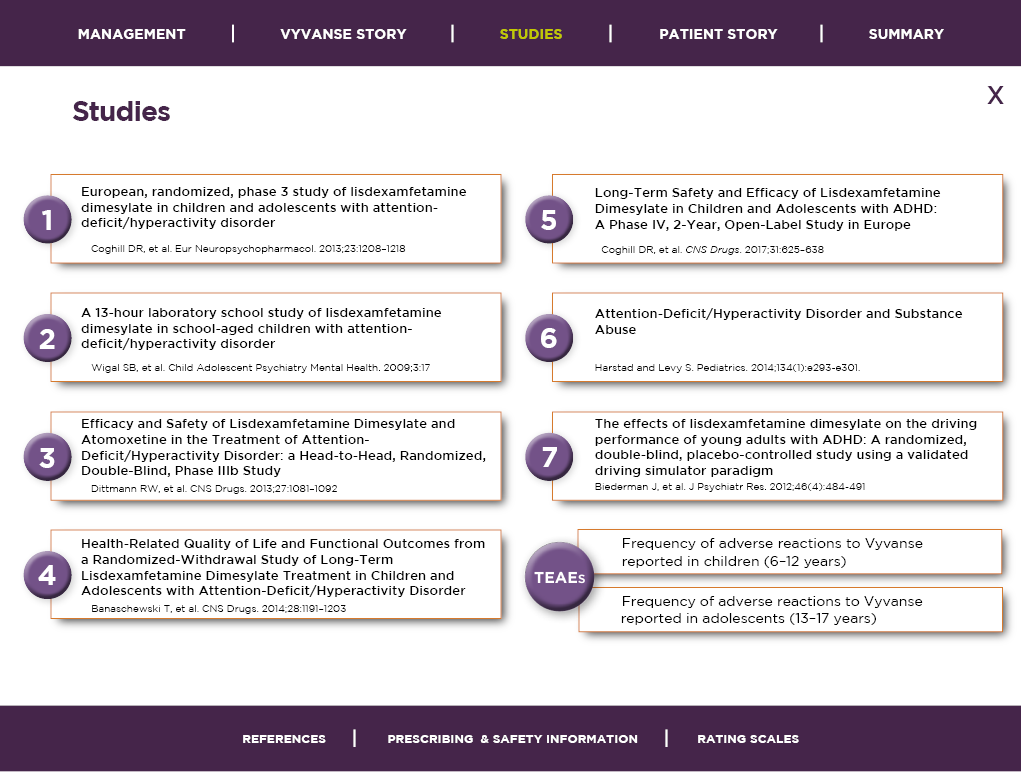 MANAGEMENT | VYVANSE STORY | STUDIES | PATIENT STORY | SUMMARY
X
Studies
1
European, randomized, phase 3 study of lisdexamfetamine
dimesylate in children and adolescents with attention-
deficit/hyperactivity disorder
Coghill DR, et al. Eur Neuropsychopharmacol. 2013;23:1208–1218
2
A 13-hour laboratory school study of lisdexamfetamine
dimesylate in school-aged children with attention-
deficit/hyperactivity disorder
Wigal SB, et al. Child Adolescent Psychiatry Mental Health. 2009;3:17
3
Efficacy and Safety of Lisdexamfetamine Dimesylate and
Atomoxetine in the Treatment of Attention-
Deficit/Hyperactivity Disorder: a Head-to-Head, Randomized,
Double-Blind, Phase IIIb Study
Dittmann RW, et al. CNS Drugs. 2013;27:1081–1092
4
Health-Related Quality of Life and Functional Outcomes from
a Randomized-Withdrawal Study of Long-Term
Lisdexamfetamine Dimesylate Treatment in Children and
Adolescents with Attention-Deficit/Hyperactivity Disorder
Banaschewski T, et al. CNS Drugs. 2014;28:1191–1203
5
Long-Term Safety and Efficacy of Lisdexamfetamine
Dimesylate in Children and Adolescents with ADHD:
A Phase IV, 2-Year, Open-Label Study in Europe
Coghill DR, et al. CNS Drugs. 2017;31:625–638
6
Attention-Deficit/Hyperactivity Disorder and Substance
Abuse
Harstad and Levy S. Pediatrics. 2014;134(1):e293-e301.
7
The effects of lisdexamfetamine dimesylate on the driving
performance of young adults with ADHD: A randomized,
double-blind, placebo-controlled study using a validated
driving simulator paradigm
Biederman J, et al. J Psychiatr Res. 2012;46(4):484-491
TEAEs
Frequency of adverse reactions to Vyvanse
reported in children (6–12 years)
Frequency of adverse reactions to Vyvanse
reported in adolescents (13–17 years)
REFERENCES | PRESCRIBING & SAFETY INFORMATION | RATING SCALES